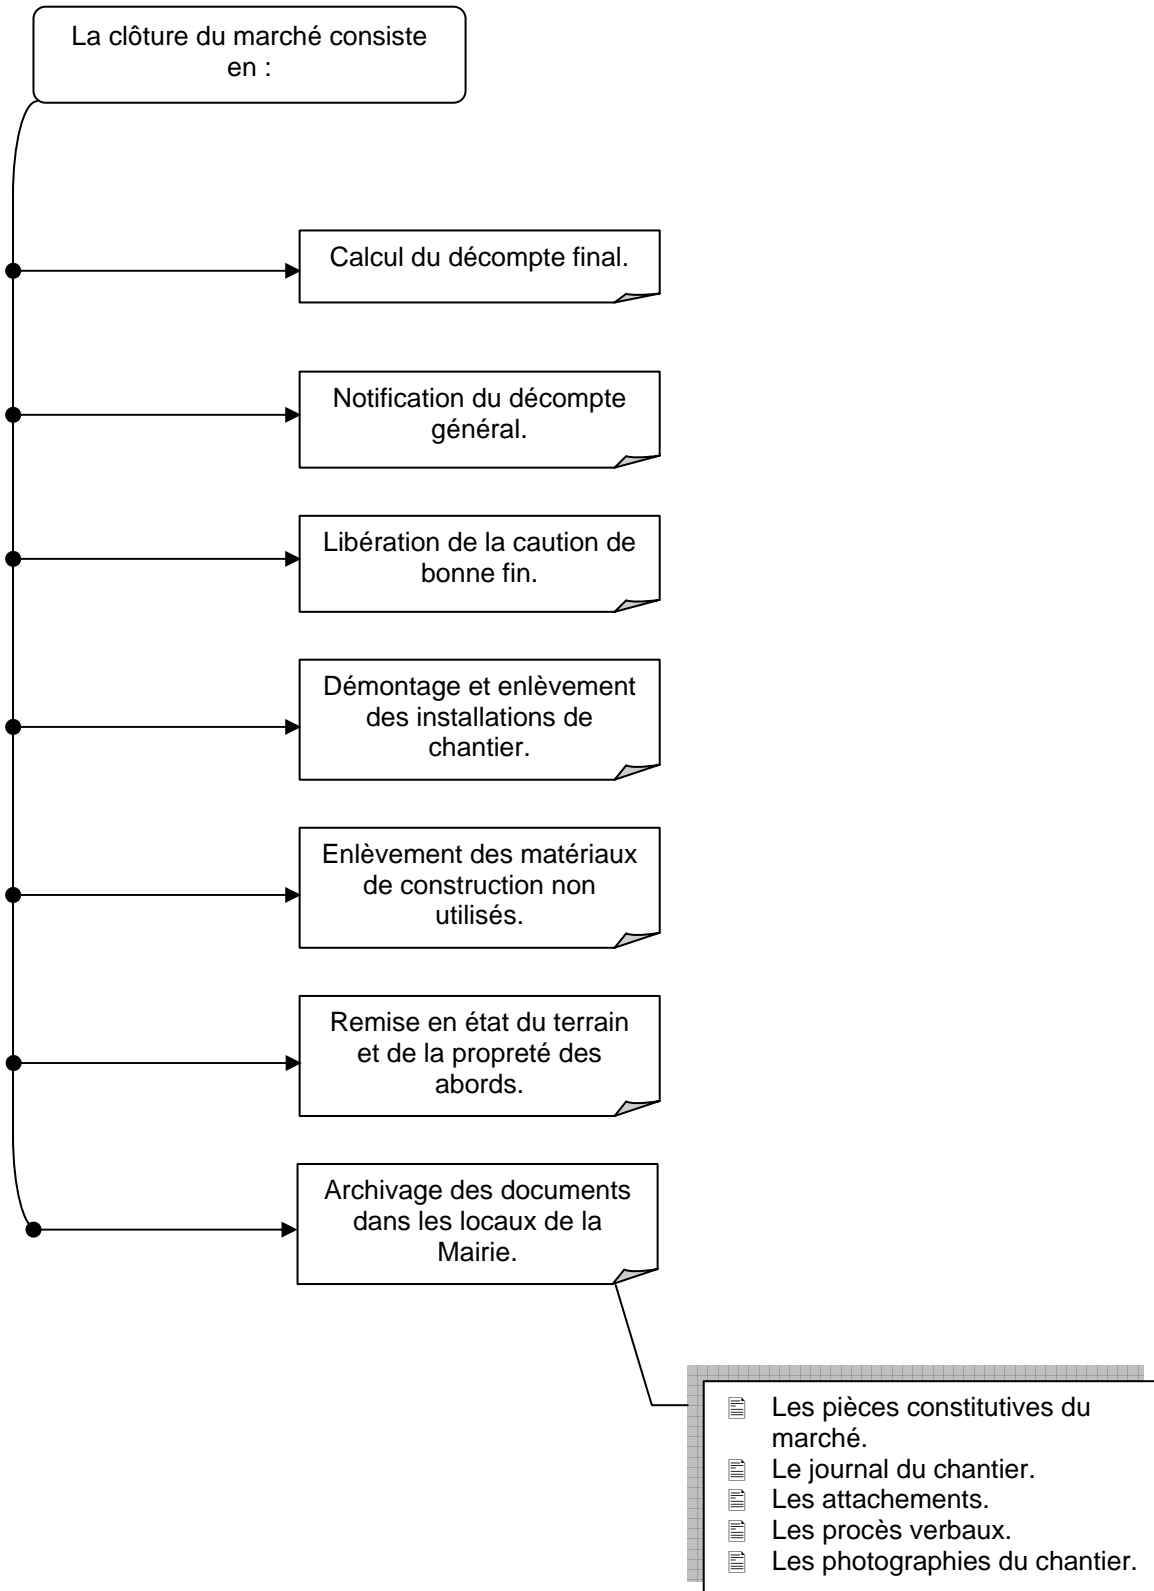 La clôture du marché consiste
en :
Calcul du décompte final.
Notification du décompte
général.
Libération de la caution de
bonne fin.
Démontage et enlèvement
des installations de
chantier.
Enlèvement des matériaux
de construction non
utilisés.
Remise en état du terrain
et de la propreté des
abords.
Archivage des documents
dans les locaux de la
Mairie.
Les pièces constitutives du
marché.
Le journal du chantier.
Les attachements.
Les procès verbaux.
Les photographies du chantier.